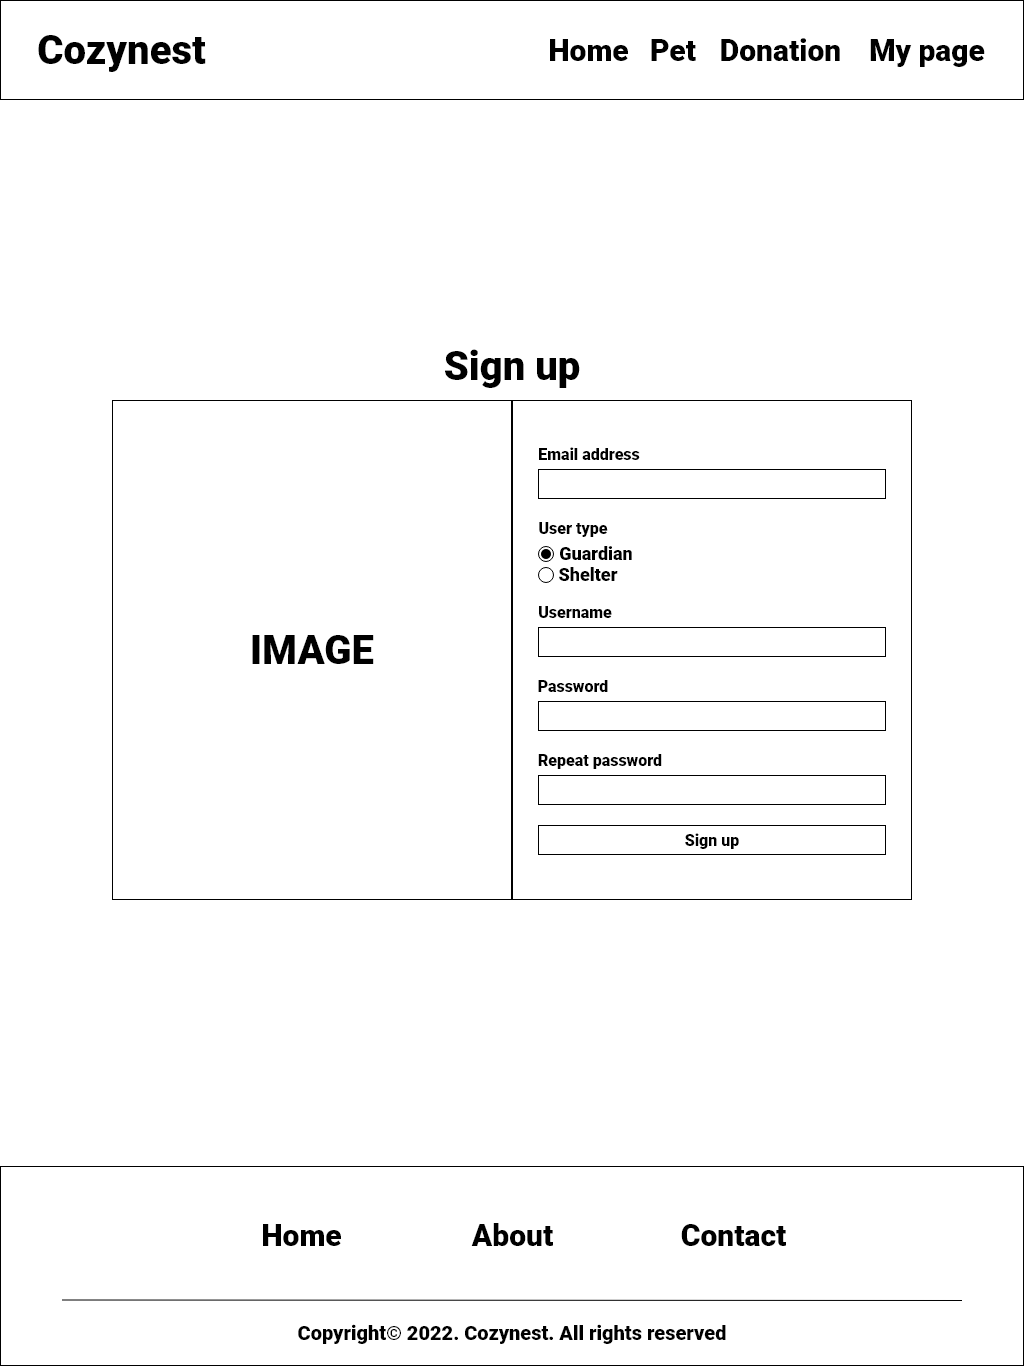 Cozynest
Home Pet Donation My page
Sign up
IMAGE
Email address
User type
Guardian
Shelter
Username
Password
Repeat password
Sign up
Home About Contact
Copyright© 2022. Cozynest. All rights reserved